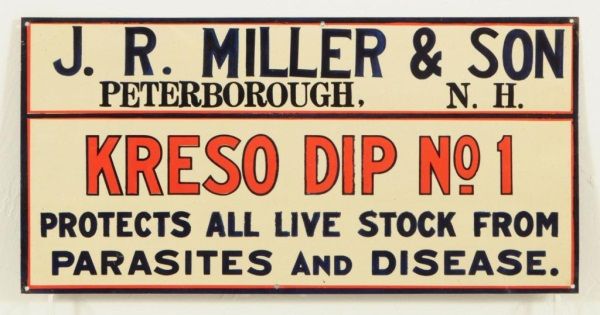 J. R. MILLER & SON
PETERBOROUGH, N. H.
KRESO DIP No 1
PROTECTS ALL LIVE STOCK FROM
PARASITES AND DISEASE.